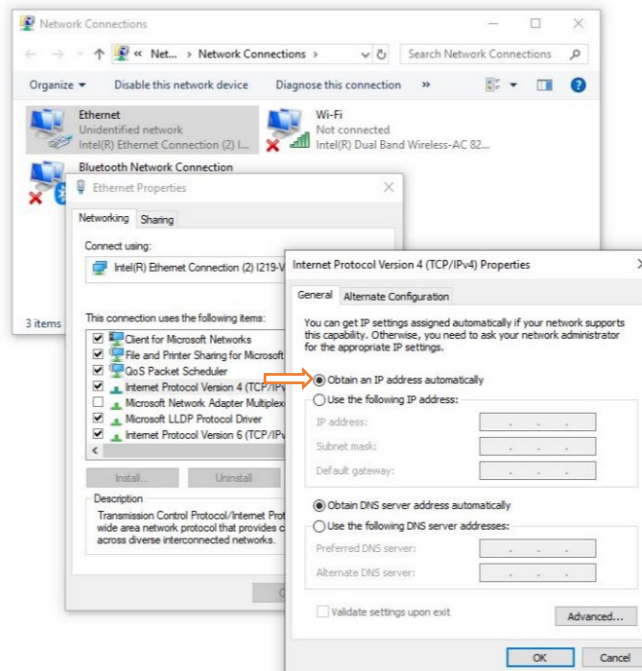 Network Connections
« Net... › Network Connections ›
Search Network Connections
Organize
Disable this network device
Diagnose this connection
»
Ethernet
Unidentified network
Intel(R) Ethernet Connection (2) I...
Wi-Fi
Not connected
Intel(R) Dual Band Wireless-AC 82...
Bluetooth Network Connection
3 items
Ethernet Properties
Networking
Sharing
Connect using:
Intel(R) Ethernet Connection (2) I219-V
This connection uses the following items:
Client for Microsoft Networks
File and Printer Sharing for Microsoft
QoS Packet Scheduler
Internet Protocol Version 4 (TCP/IPv
Microsoft Network Adapter Multiplex
Microsoft LLDP Protocol Driver
Internet Protocol Version 6 (TCP/IPv
Install...
Uninstall
Description
Transmission Control Protocol/Internet Prot
wide area network protocol that provides c
across diverse interconnected networks.
Internet Protocol Version 4 (TCP/IPv4) Properties
General
Alternate Configuration
You can get IP settings assigned automatically if your network supports
this capability. Otherwise, you need to ask your network administrator
for the appropriate IP settings.
Obtain an IP address automatically
Use the following IP address:
IP address:
Subnet mask:
Default gateway:
Obtain DNS server address automatically
Use the following DNS server addresses:
Preferred DNS server:
Alternate DNS server:
Validate settings upon exit
Advanced...
OK
Cancel